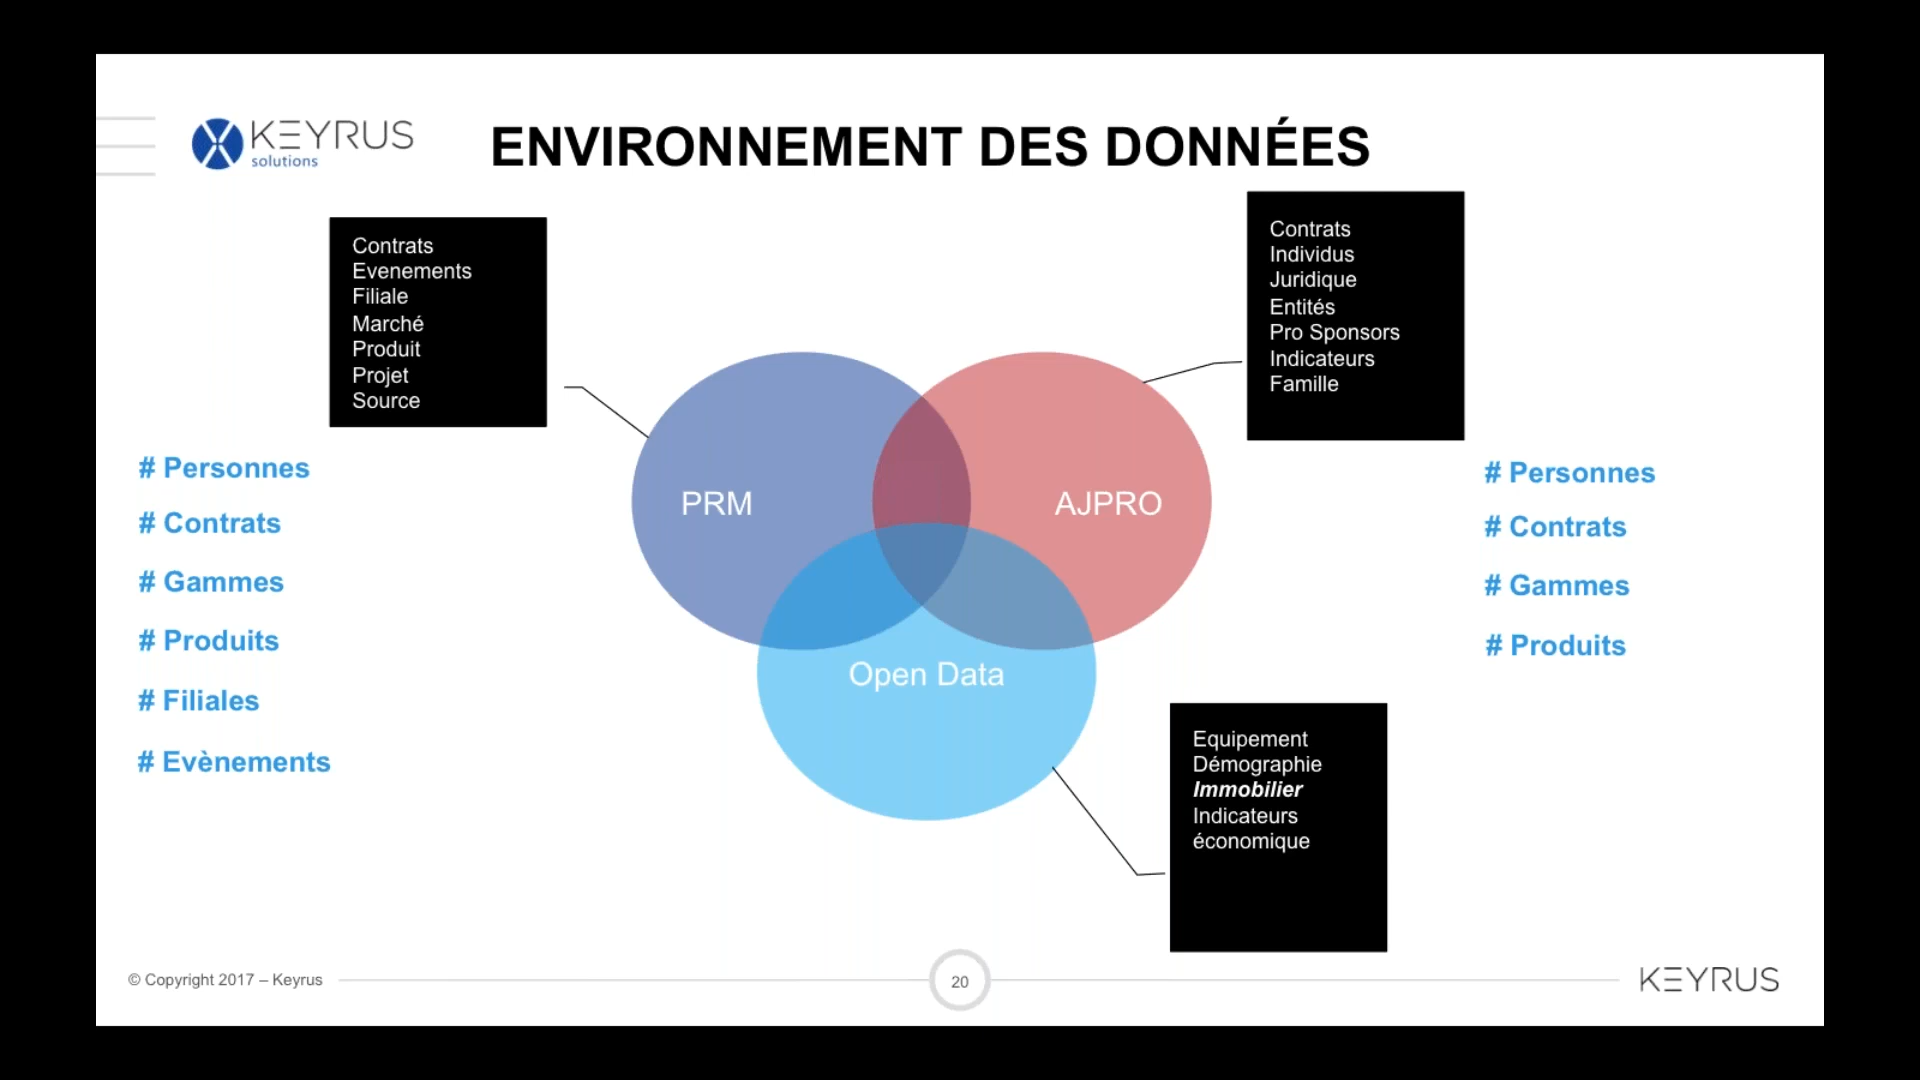 KEYRUS
solutions
ENVIRONNEMENT DES DONNÉES
Contrats
Evenements
Filiale
Marché
Produit
Projet
Source
Contrats
Individus
Juridique
Entités
Pro Sponsors
Indicateurs
Famille
# Personnes
# Contrats
# Gammes
# Produits
# Filiales
# Evènements
PRM
AJPRO
Open Data
# Personnes
# Contrats
# Gammes
# Produits
Equipement
Démographie
Immobilier
Indicateurs
économique
© Copyright 2017 – Keyrus
20
KEYRUS